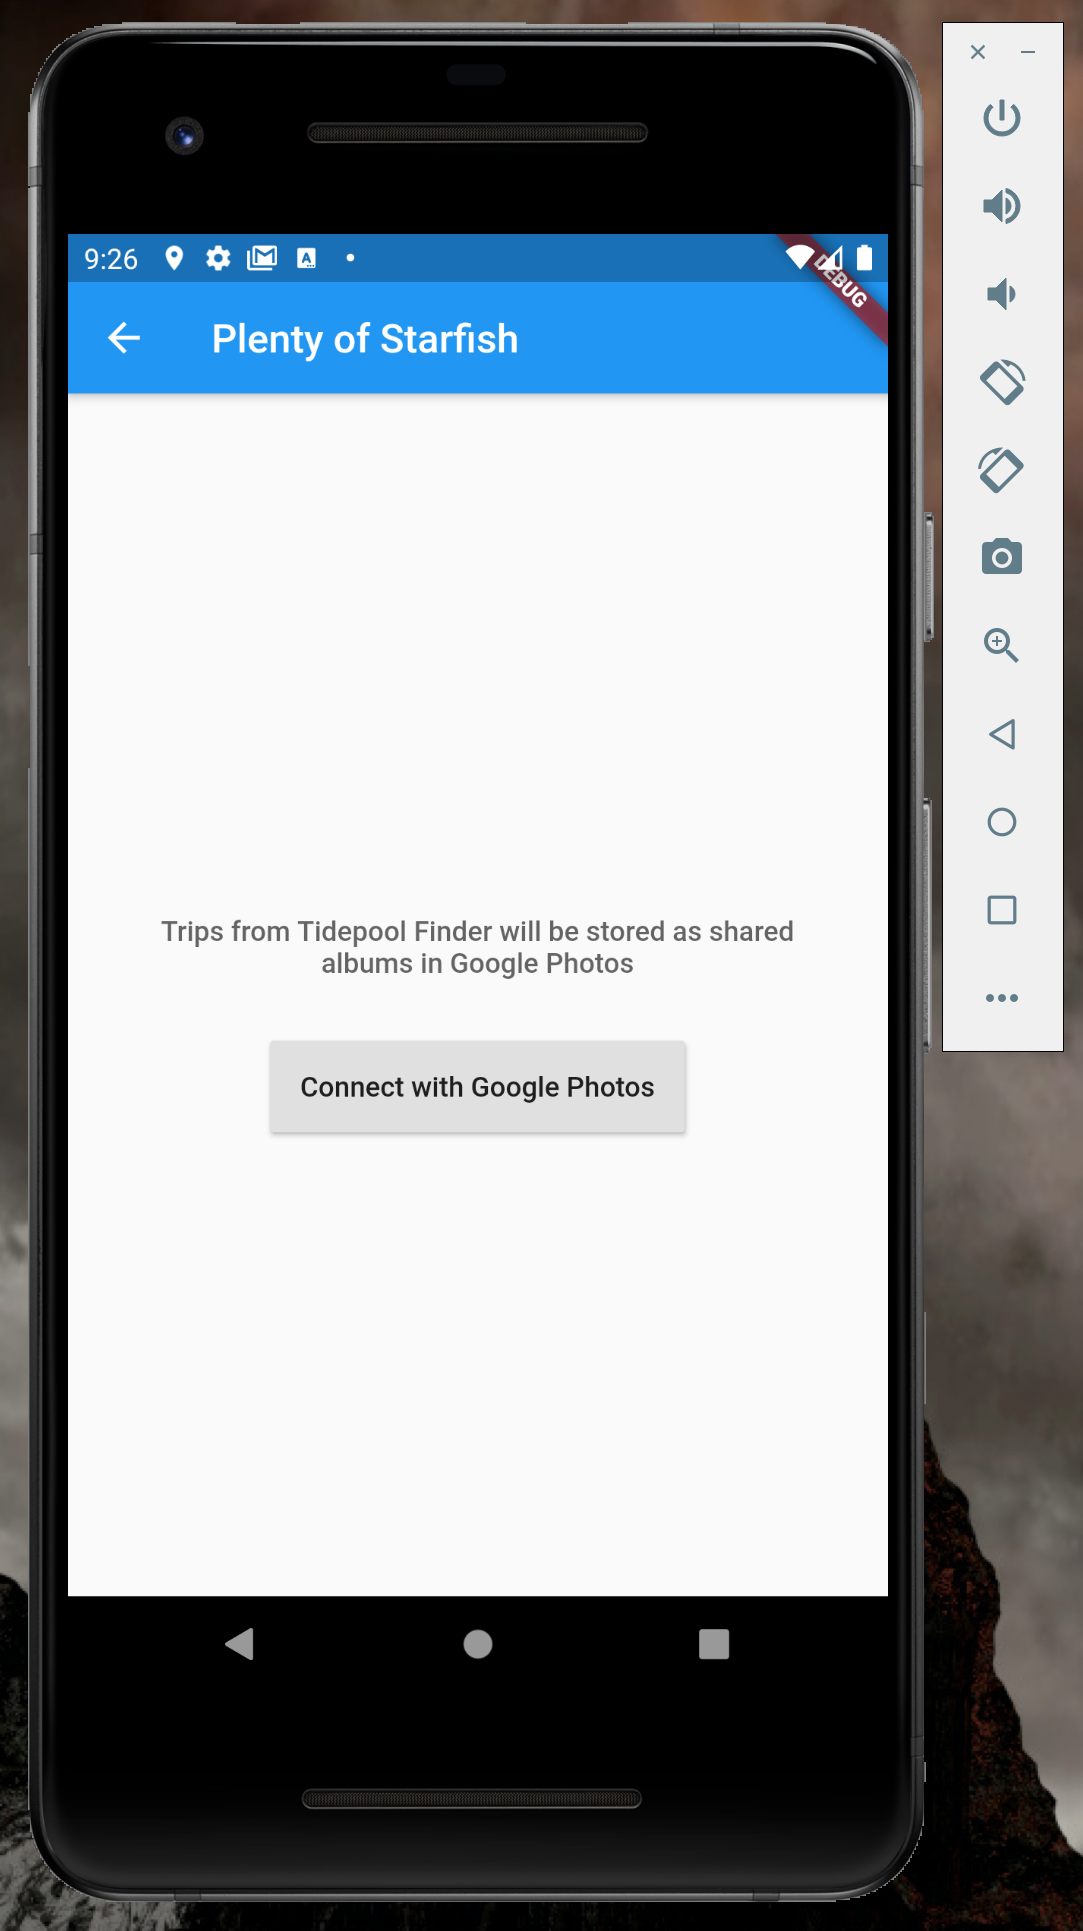 9:26
DEBUG
Plenty of Starfish
Trips from Tidepool Finder will be stored as shared
albums in Google Photos
Connect with Google Photos